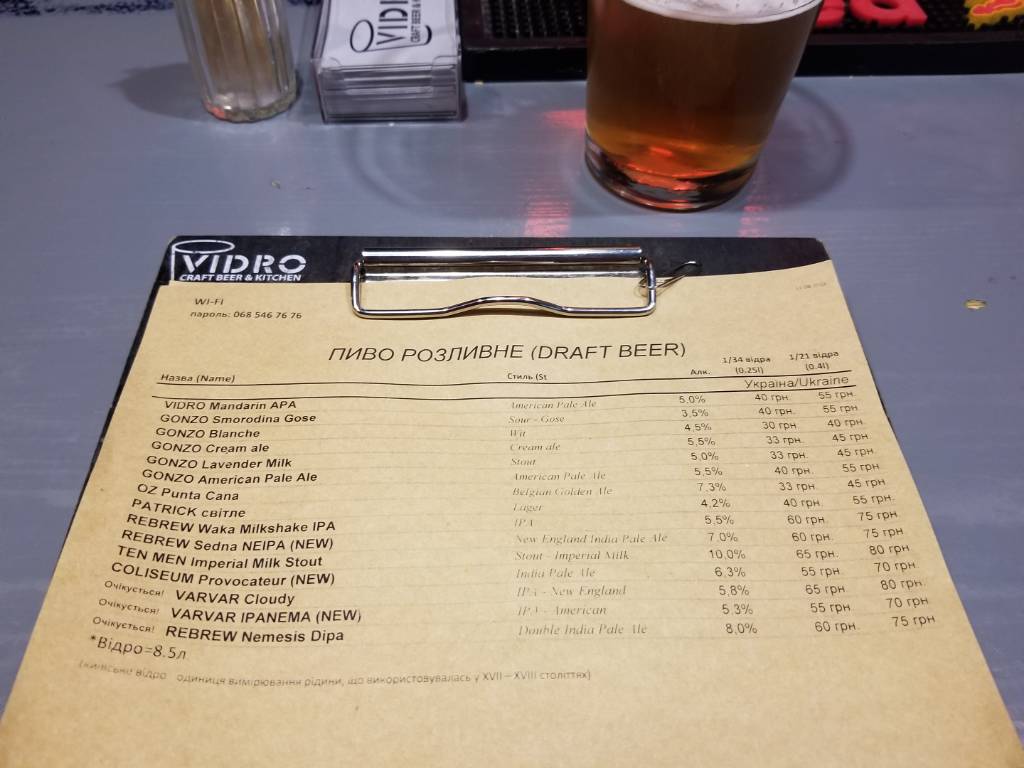 VIDRO
CRAFT BEER &
VIDRO
CRAFT BEER & KITCHEN
WI-FI
пароль: 068 546 76 76
ПИВО РОЗЛИВНЕ (DRAFT BEER)
Назва (Name) Стиль (St Алк. 1/34 відра (0.25l) 1/21 відра (0.4l)
Україна/Ukraine
VIDRO Mandarin APA American Pale Ale 5,0% 40 грн. 55 грн.
GONZO Smorodina Gose Sour - Gose 3,5% 40 грн. 55 грн.
GONZO Blanche Wit 4,5% 30 грн. 40 грн.
GONZO Cream ale Cream ale 5,5% 33 грн. 45 грн.
GONZO Lavender Milk Stout 5,0% 33 грн. 45 грн.
GONZO American Pale Ale American Pale Ale 5,5% 40 грн. 55 грн.
OZ Punta Cana Belgian Golden Ale 7,3% 33 грн. 45 грн.
PATRICK світле Lager 4,2% 40 грн. 55 грн.
REBREW Waka Milkshake IPA IPA 5,5% 60 грн. 75 грн.
REBREW Sedna NEIPA (NEW) New England India Pale Ale 7,0% 60 грн. 75 грн.
TEN MEN Imperial Milk Stout Stout - Imperial Milk 10,0% 65 грн. 80 грн.
COLISEUM Provocateur (NEW) India Pale Ale 6,3% 55 грн. 70 грн.
Очікується! VARVAR Cloudy IPA - New England 5,8% 65 грн. 80 грн.
Очікується! VARVAR IPANEMA (NEW) IPA - American 5,3% 55 грн. 70 грн.
Очікується! REBREW Nemesis Dipa Double India Pale Ale 8,0% 60 грн. 75 грн.
*Відро=8.5л.
(київське відро одиниця вимірювання рідини, що використовувалась у XVII – XVIII століттях)